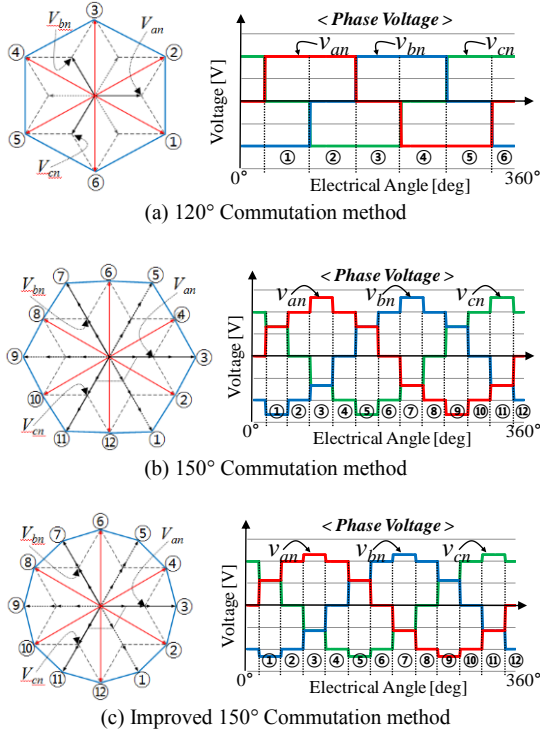 ③
V_bn
V_an
④
②
⑤
①
V_cn
⑥
< Phase Voltage >
v_an
v_bn
v_cn
Voltage [V]
① ② ③ ④ ⑤ ⑥
0° Electrical Angle [deg] 360°
(a) 120° Commutation method
⑥
⑦ ⑤
V_bn
V_an
⑧ ④
⑨ ③
⑩ ②
V_cn
⑪ ⑫ ①
< Phase Voltage >
v_an
v_bn
v_cn
Voltage [V]
① ② ③ ④ ⑤ ⑥ ⑦ ⑧ ⑨ ⑩ ⑪ ⑫
0° Electrical Angle [deg] 360°
(b) 150° Commutation method
⑥
⑦ ⑤
V_bn
V_an
⑧ ④
⑨ ③
⑩ ②
V_cn
⑪ ⑫ ①
< Phase Voltage >
v_an
v_bn
v_cn
Voltage [V]
① ② ③ ④ ⑤ ⑥ ⑦ ⑧ ⑨ ⑩ ⑪ ⑫
0° Electrical Angle [deg] 360°
(c) Improved 150° Commutation method